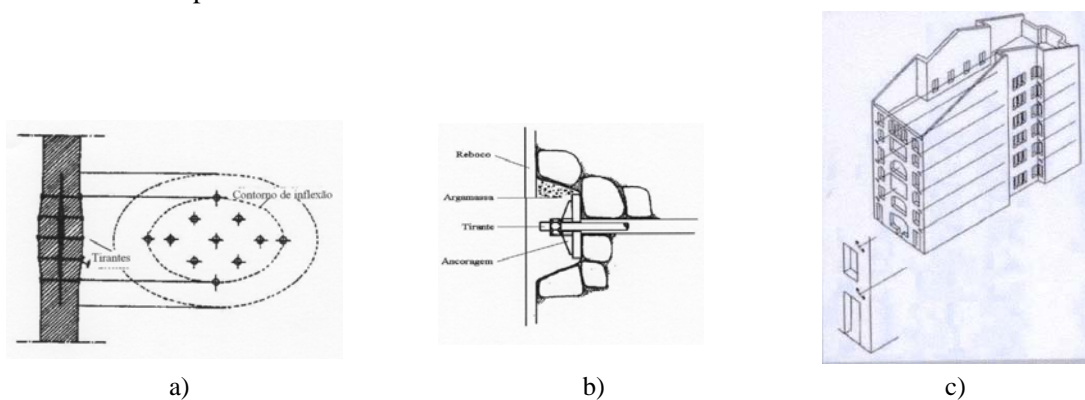 Contorno de inflexão
Tirantes
a)
Reboco
Argamassa
Tirante
Ancoragem
b)
c)